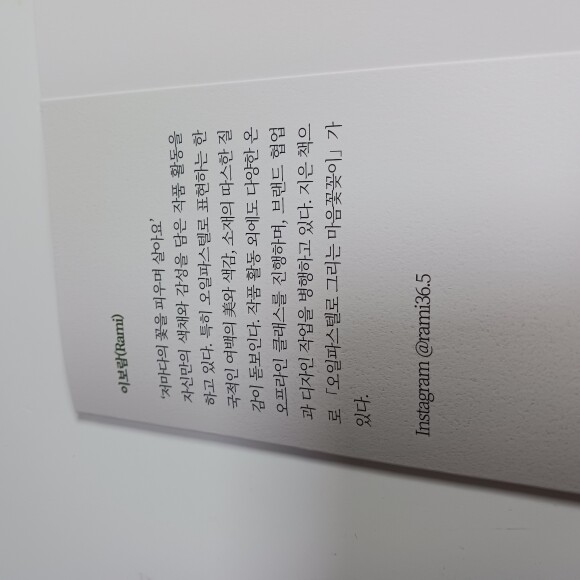 이보람(Rami)
‘저마다의 꽃을 피우며 살아요’
자신만의 색채와 감성을 담은 작품 활동을
하고 있다. 특히 오일파스텔로 표현하는 한
국적인 여백의 美와 색감, 소재의 따스한 질
감이 돋보인다. 작품 활동 외에도 다양한 온
오프라인 클래스를 진행하며, 브랜드 협업
과 디자인 작업을 병행하고 있다. 지은 책으
로 「오일파스텔로 그리는 마음꽃꽂이」가
있다.
Instagram @rami36.5